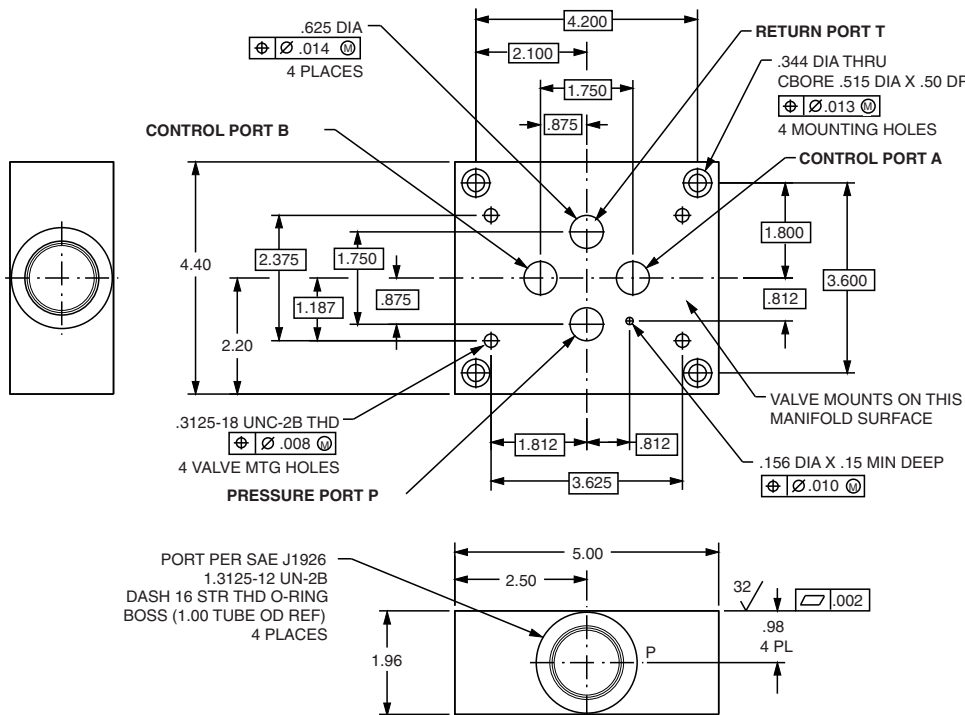 .625 DIA
⌖ Ø .014 Ⓜ
4 PLACES
4.200
2.100
1.750
.875
RETURN PORT T
.344 DIA THRU
CBORE .515 DIA X .50 DP
⌖ Ø .013 Ⓜ
4 MOUNTING HOLES
CONTROL PORT B
CONTROL PORT A
4.40
2.20
2.375
1.187
1.750
.875
1.800
.812
3.600
.3125-18 UNC-2B THD
⌖ Ø .008 Ⓜ
4 VALVE MTG HOLES
PRESSURE PORT P
1.812
.812
3.625
VALVE MOUNTS ON THIS
MANIFOLD SURFACE
.156 DIA X .15 MIN DEEP
⌖ Ø .010 Ⓜ
PORT PER SAE J1926
1.3125-12 UN-2B
DASH 16 STR THD O-RING
BOSS (1.00 TUBE OD REF)
4 PLACES
5.00
2.50
1.96
P
32
⏥ .002
.98
4 PL